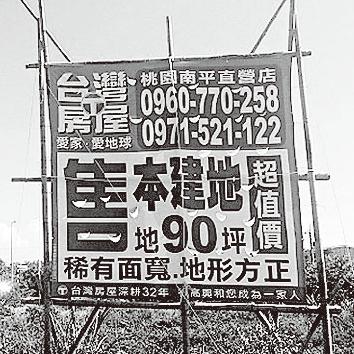 台灣房屋
愛家·愛地球
桃園南平直營店
0960-770-258
0971-521-122
售
本建地
地90坪
超值價
稀有面寬.地形方正
台灣房屋深耕32年 高興和您成為一家人